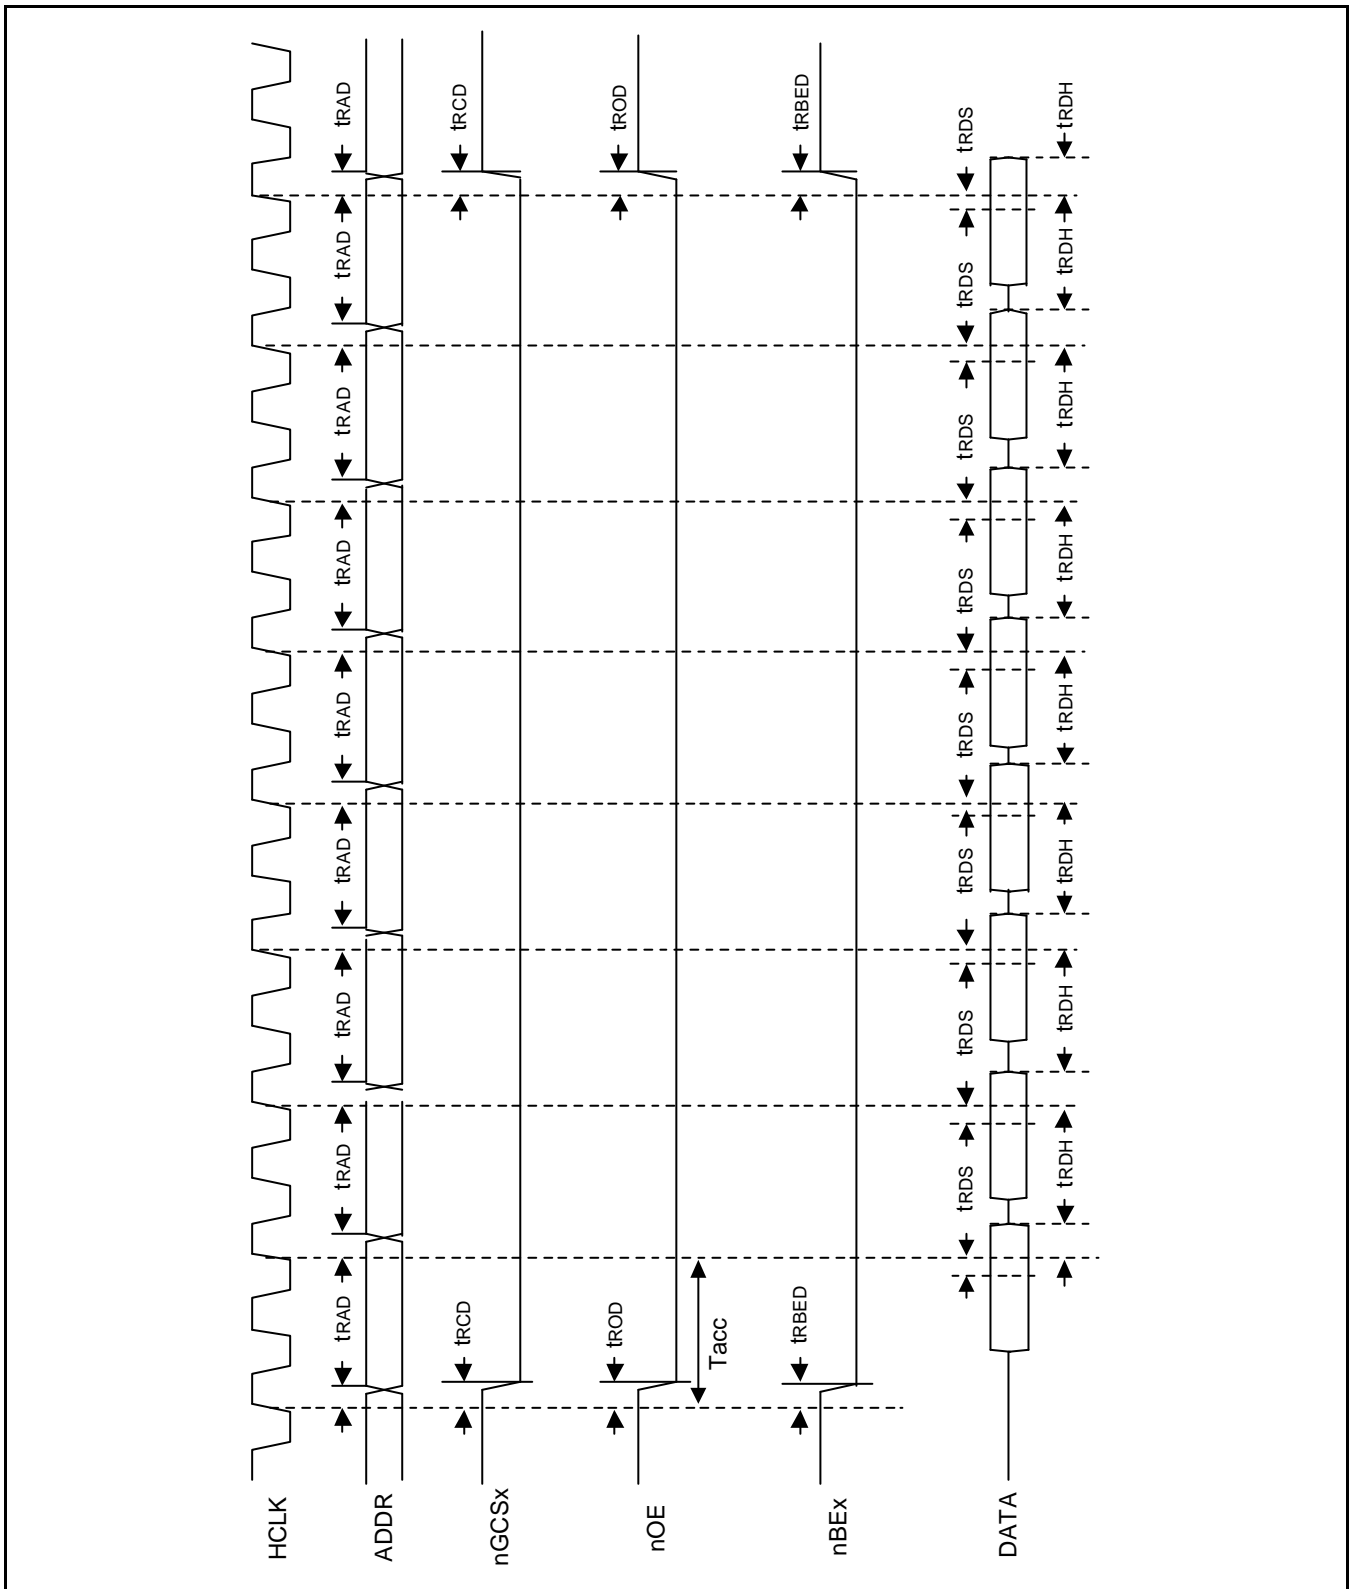 HCLK
tRAD tRAD tRAD tRAD tRAD tRAD tRAD tRAD tRAD
ADDR
tRCD tRCD
nGCSx
tROD tROD
nOE
Tacc
tRBED tRBED
nBEx
tRDS tRDS tRDS tRDS tRDS tRDS tRDS tRDS
DATA
tRDH tRDH tRDH tRDH tRDH tRDH tRDH tRDH